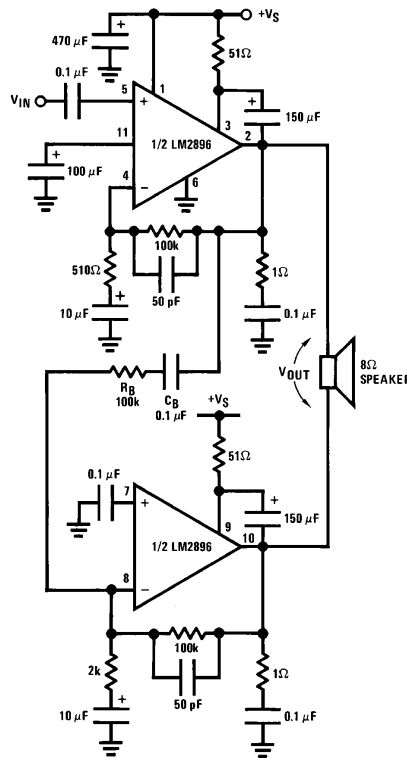 +VS
470 μF
51Ω
0.1 μF
VIN
5
+
1
+
150 μF
3
2
11
1/2 LM2896
+
100 μF
4
−
6
100k
510Ω
50 pF
1Ω
+
10 μF
0.1 μF
RB
100k
CB
0.1 μF
+VS
VOUT
8Ω
SPEAKER
51Ω
0.1 μF
7
+
9
+
150 μF
10
1/2 LM2896
8
−
100k
2k
50 pF
1Ω
+
10 μF
0.1 μF